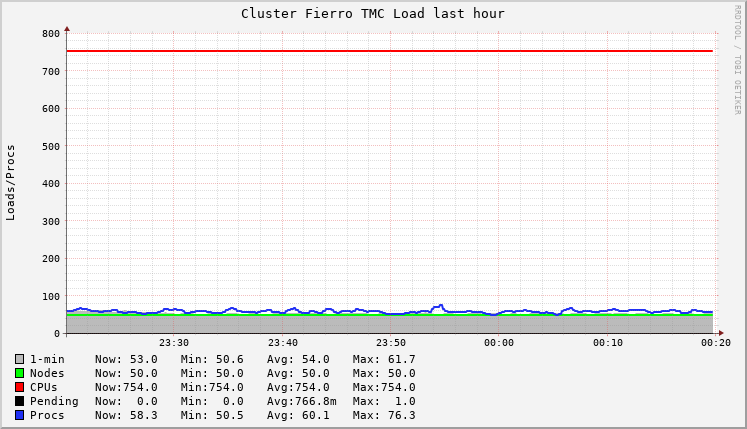 Cluster Fierro TMC Load last hour
RRDTOOL / TOBI OETIKER
Loads/Procs
800
700
600
500
400
300
200
100
0
23:30 23:40 23:50 00:00 00:10 00:20
1-min Now: 53.0 Min: 50.6 Avg: 54.0 Max: 61.7
Nodes Now: 50.0 Min: 50.0 Avg: 50.0 Max: 50.0
CPUs Now:754.0 Min:754.0 Avg:754.0 Max:754.0
Pending Now: 0.0 Min: 0.0 Avg:766.8m Max: 1.0
Procs Now: 58.3 Min: 50.5 Avg: 60.1 Max: 76.3